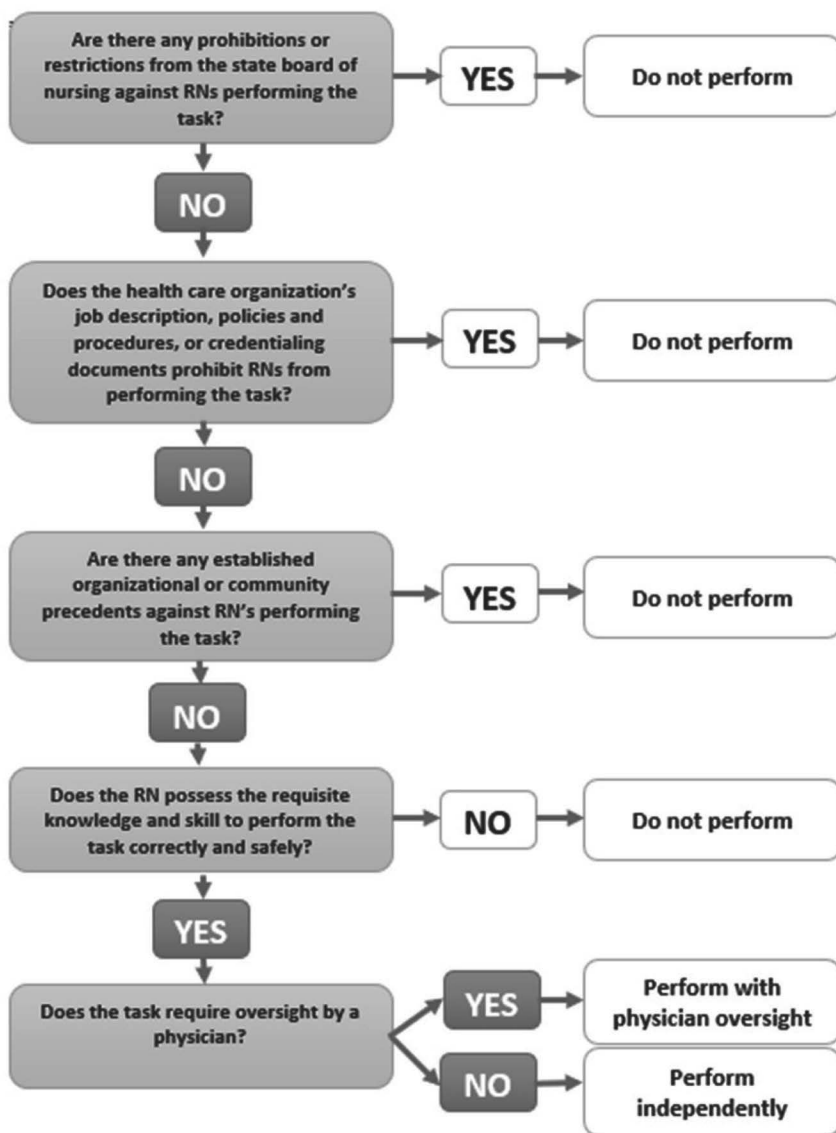 Are there any prohibitions or
restrictions from the state board of
nursing against RNs performing the
task?
YES
Do not perform
NO
Does the health care organization's
job description, policies and
procedures, or credentialing
documents prohibit RNs from
performing the task?
YES
Do not perform
NO
Are there any established
organizational or community
precedents against RN's performing
the task?
YES
Do not perform
NO
Does the RN possess the requisite
knowledge and skill to perform the
task correctly and safely?
NO
Do not perform
YES
Does the task require oversight by a
physician?
YES
Perform with
physician oversight
NO
Perform
independently